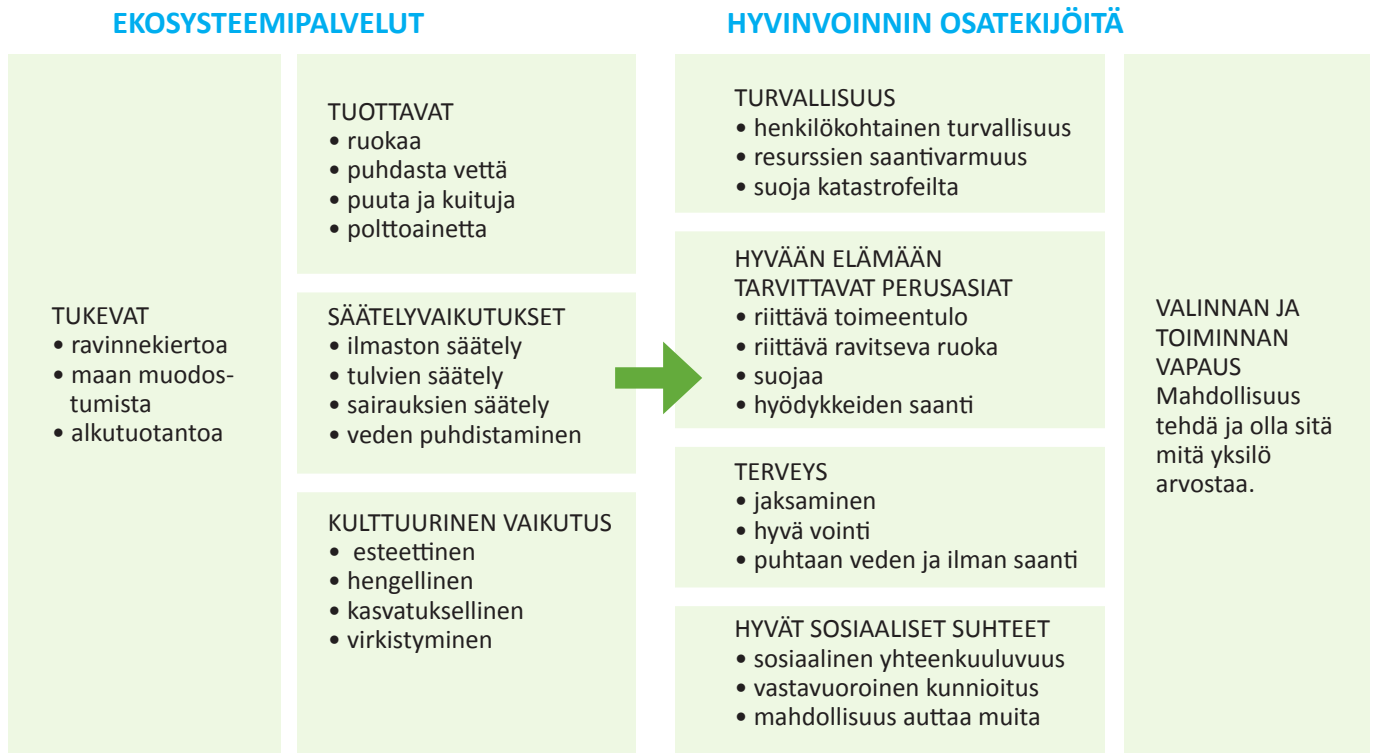 EKOSYSTEEMIPALVELUT
TUKEVAT
• ravinnekiertoa
• maan muodos-
tumista
• alkutuotantoa
TUOTTAVAT
• ruokaa
• puhdasta vettä
• puuta ja kuituja
• polttoainetta
SÄÄTELYVAIKUTUKSET
• ilmaston säätely
• tulvien säätely
• sairauksien säätely
• veden puhdistaminen
KULTTUURINEN VAIKUTUS
• esteettinen
• hengellinen
• kasvatuksellinen
• virkistyminen
HYVINVOINNIN OSATEKIJÖITÄ
TURVALLISUUS
• henkilökohtainen turvallisuus
• resurssien saantivarmuus
• suoja katastrofeilta
HYVÄÄN ELÄMÄÄN
TARVITTAVAT PERUSASIAT
• riittävä toimeentulo
• riittävä ravitseva ruoka
• suojaa
• hyödykkeiden saanti
TERVEYS
• jaksaminen
• hyvä vointi
• puhtaan veden ja ilman saanti
HYVÄT SOSIAALISET SUHTEET
• sosiaalinen yhteenkuuluvuus
• vastavuoroinen kunnioitus
• mahdollisuus auttaa muita
VALINNAN JA
TOIMINNAN
VAPAUS
Mahdollisuus
tehdä ja olla sitä
mitä yksilö
arvostaa.